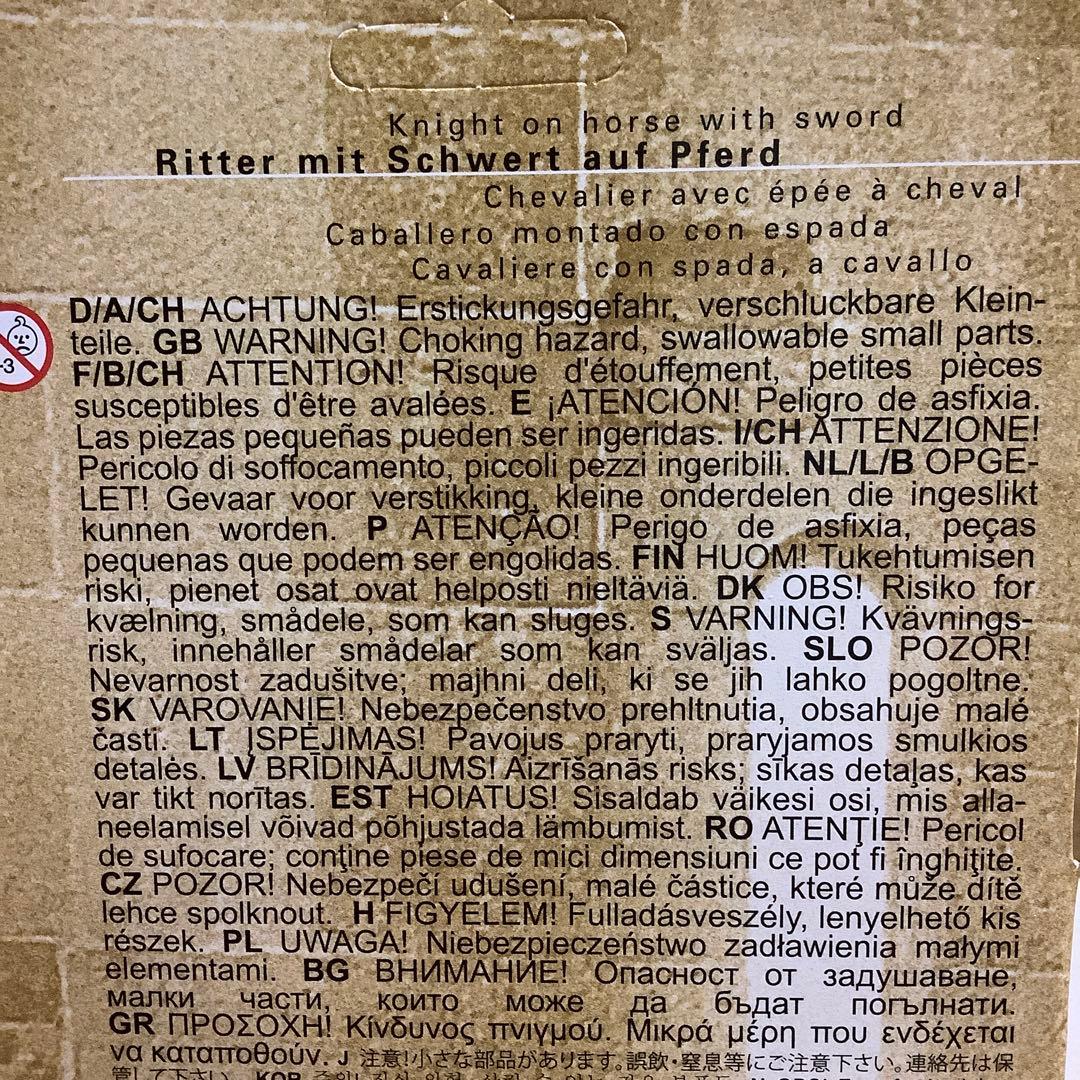 Knight on horse with sword
Ritter mit Schwert auf Pferd
Chevalier avec épée à cheval
Caballero montado con espada
Cavaliere con spada, a cavallo
-3
D/A/CH ACHTUNG! Erstickungsgefahr, verschluckbare Klein-
teile. GB WARNING! Choking hazard, swallowable small parts.
F/B/CH ATTENTION! Risque d'étouffement, petites pièces
susceptibles d'être avalées. E ¡ATENCIÓN! Peligro de asfixia.
Las piezas pequeñas pueden ser ingeridas. I/CH ATTENZIONE!
Pericolo di soffocamento, piccoli pezzi ingeribili. NL/L/B OPGE-
LET! Gevaar voor verstikking, kleine onderdelen die ingeslikt
kunnen worden. P ATENÇÃO! Perigo de asfixia, peças
pequenas que podem ser engolidas. FIN HUOM! Tukehtumisen
riski, pienet osat ovat helposti nieltäviä. DK OBS! Risiko for
kvælning, smådele, som kan sluges. S VARNING! Kvävnings-
risk, innehåller smådelar som kan sväljas. SLO POZOR!
Nevarnost zadušitve; majhni deli, ki se jih lahko pogoltne.
SK VAROVANIE! Nebezpečenstvo prehltnutia, obsahuje malé
časti. LT ĮSPĖJIMAS! Pavojus praryti, praryjamos smulkios
detalės. LV BRĪDINĀJUMS! Aizrīšanās risks; sīkas detaļas, kas
var tikt norītas. EST HOIATUS! Sisaldab väikesi osi, mis alla-
neelamisel võivad põhjustada lämbumist. RO ATENŢIE! Pericol
de sufocare; conţine piese de mici dimensiuni ce pot fi înghiţite.
CZ POZOR! Nebezpečí udušení, malé částice, které může dítě
lehce spolknout. H FIGYELEM! Fulladásveszély, lenyelhető kis
részek. PL UWAGA! Niebezpieczeństwo zadławienia małymi
elementami. BG ВНИМАНИЕ! Опасност от задушаване,
малки части, които може да бъдат погълнати.
GR ΠΡΟΣΟΧΗ! Κίνδυνος πνιγμού. Μικρά μέρη που ενδέχεται
να καταποθούν. J 注意!小さな部品があります。誤飲・窒息等にご注意下さい。連絡先は保
管して下さい。 KOR